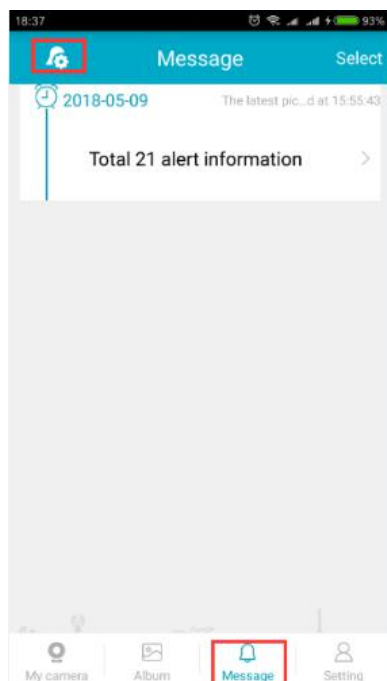 18:37 93%
Message Select
2018-05-09 The latest pic...d at 15:55:43
Total 21 alert information
My camera Album Message Setting